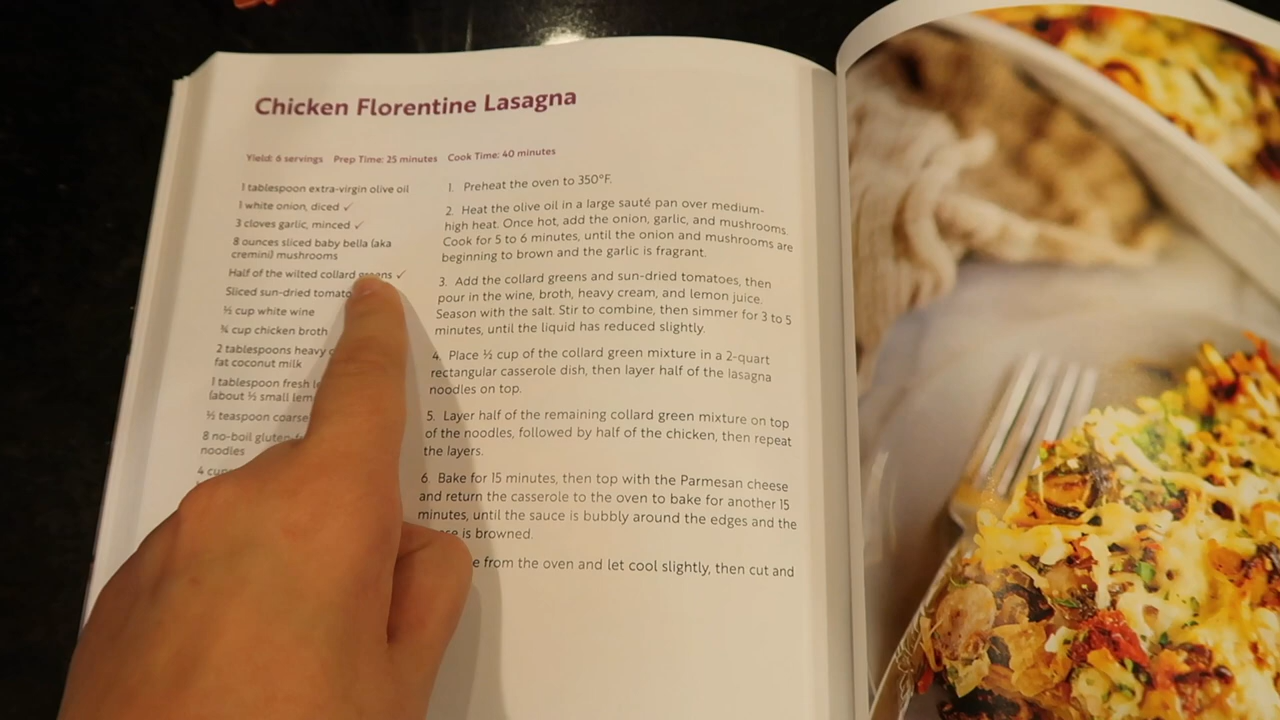 Chicken Florentine Lasagna
Yield: 6 servings Prep Time: 25 minutes Cook Time: 40 minutes
1 tablespoon extra-virgin olive oil
1 white onion, diced ✓
3 cloves garlic, minced ✓
8 ounces sliced baby bella (aka
cremini) mushrooms
Half of the wilted collard greens ✓
Sliced sun-dried
½ cup white wine
¾ cup chicken broth
2 tablespoons heavy
fat coconut milk
1 tablespoon fresh
(about ½ small
½ teaspoon coarse
8 no-boil
noodles
4
1. Preheat the oven to 350°F.
2. Heat the olive oil in a large sauté pan over medium-
high heat. Once hot, add the onion, garlic, and mushrooms.
Cook for 5 to 6 minutes, until the onion and mushrooms are
beginning to brown and the garlic is fragrant.
3. Add the collard greens and sun-dried tomatoes, then
pour in the wine, broth, heavy cream, and lemon juice.
Season with the salt. Stir to combine, then simmer for 3 to 5
minutes, until the liquid has reduced slightly.
4. Place ½ cup of the collard green mixture in a 2-quart
rectangular casserole dish, then layer half of the lasagna
noodles on top.
5. Layer half of the remaining collard green mixture on top
of the noodles, followed by half of the chicken, then repeat
the layers.
6. Bake for 15 minutes, then top with the Parmesan cheese
and return the casserole to the oven to bake for another 15
minutes, until the sauce is bubbly around the edges and the
is browned.
from the oven and let cool slightly, then cut and